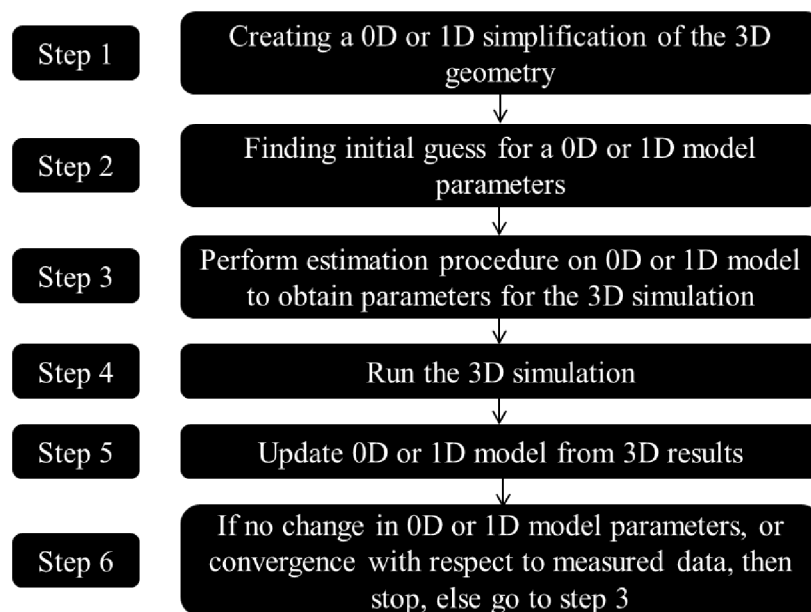 Step 1
Creating a 0D or 1D simplification of the 3D
geometry
Step 2
Finding initial guess for a 0D or 1D model
parameters
Step 3
Perform estimation procedure on 0D or 1D model
to obtain parameters for the 3D simulation
Step 4
Run the 3D simulation
Step 5
Update 0D or 1D model from 3D results
Step 6
If no change in 0D or 1D model parameters, or
convergence with respect to measured data, then
stop, else go to step 3